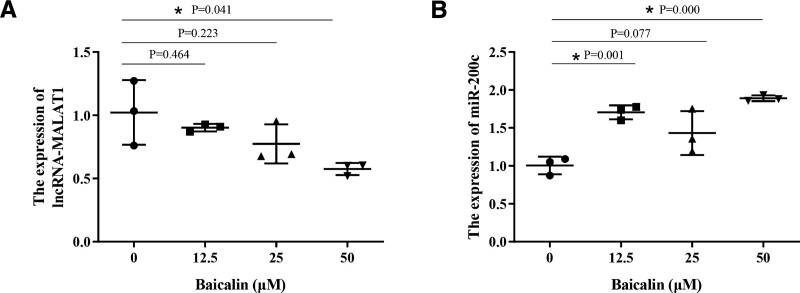 A
* P=0.041
P=0.223
P=0.464
The expression of
lncRNA-MALAT1
1.5
1.0
0.5
0.0
0 12.5 25 50
Baicalin (μM)
B
* P=0.000
P=0.077
* P=0.001
The expression of miR-200c
2.5
2.0
1.5
1.0
0.5
0.0
0 12.5 25 50
Baicalin (μM)